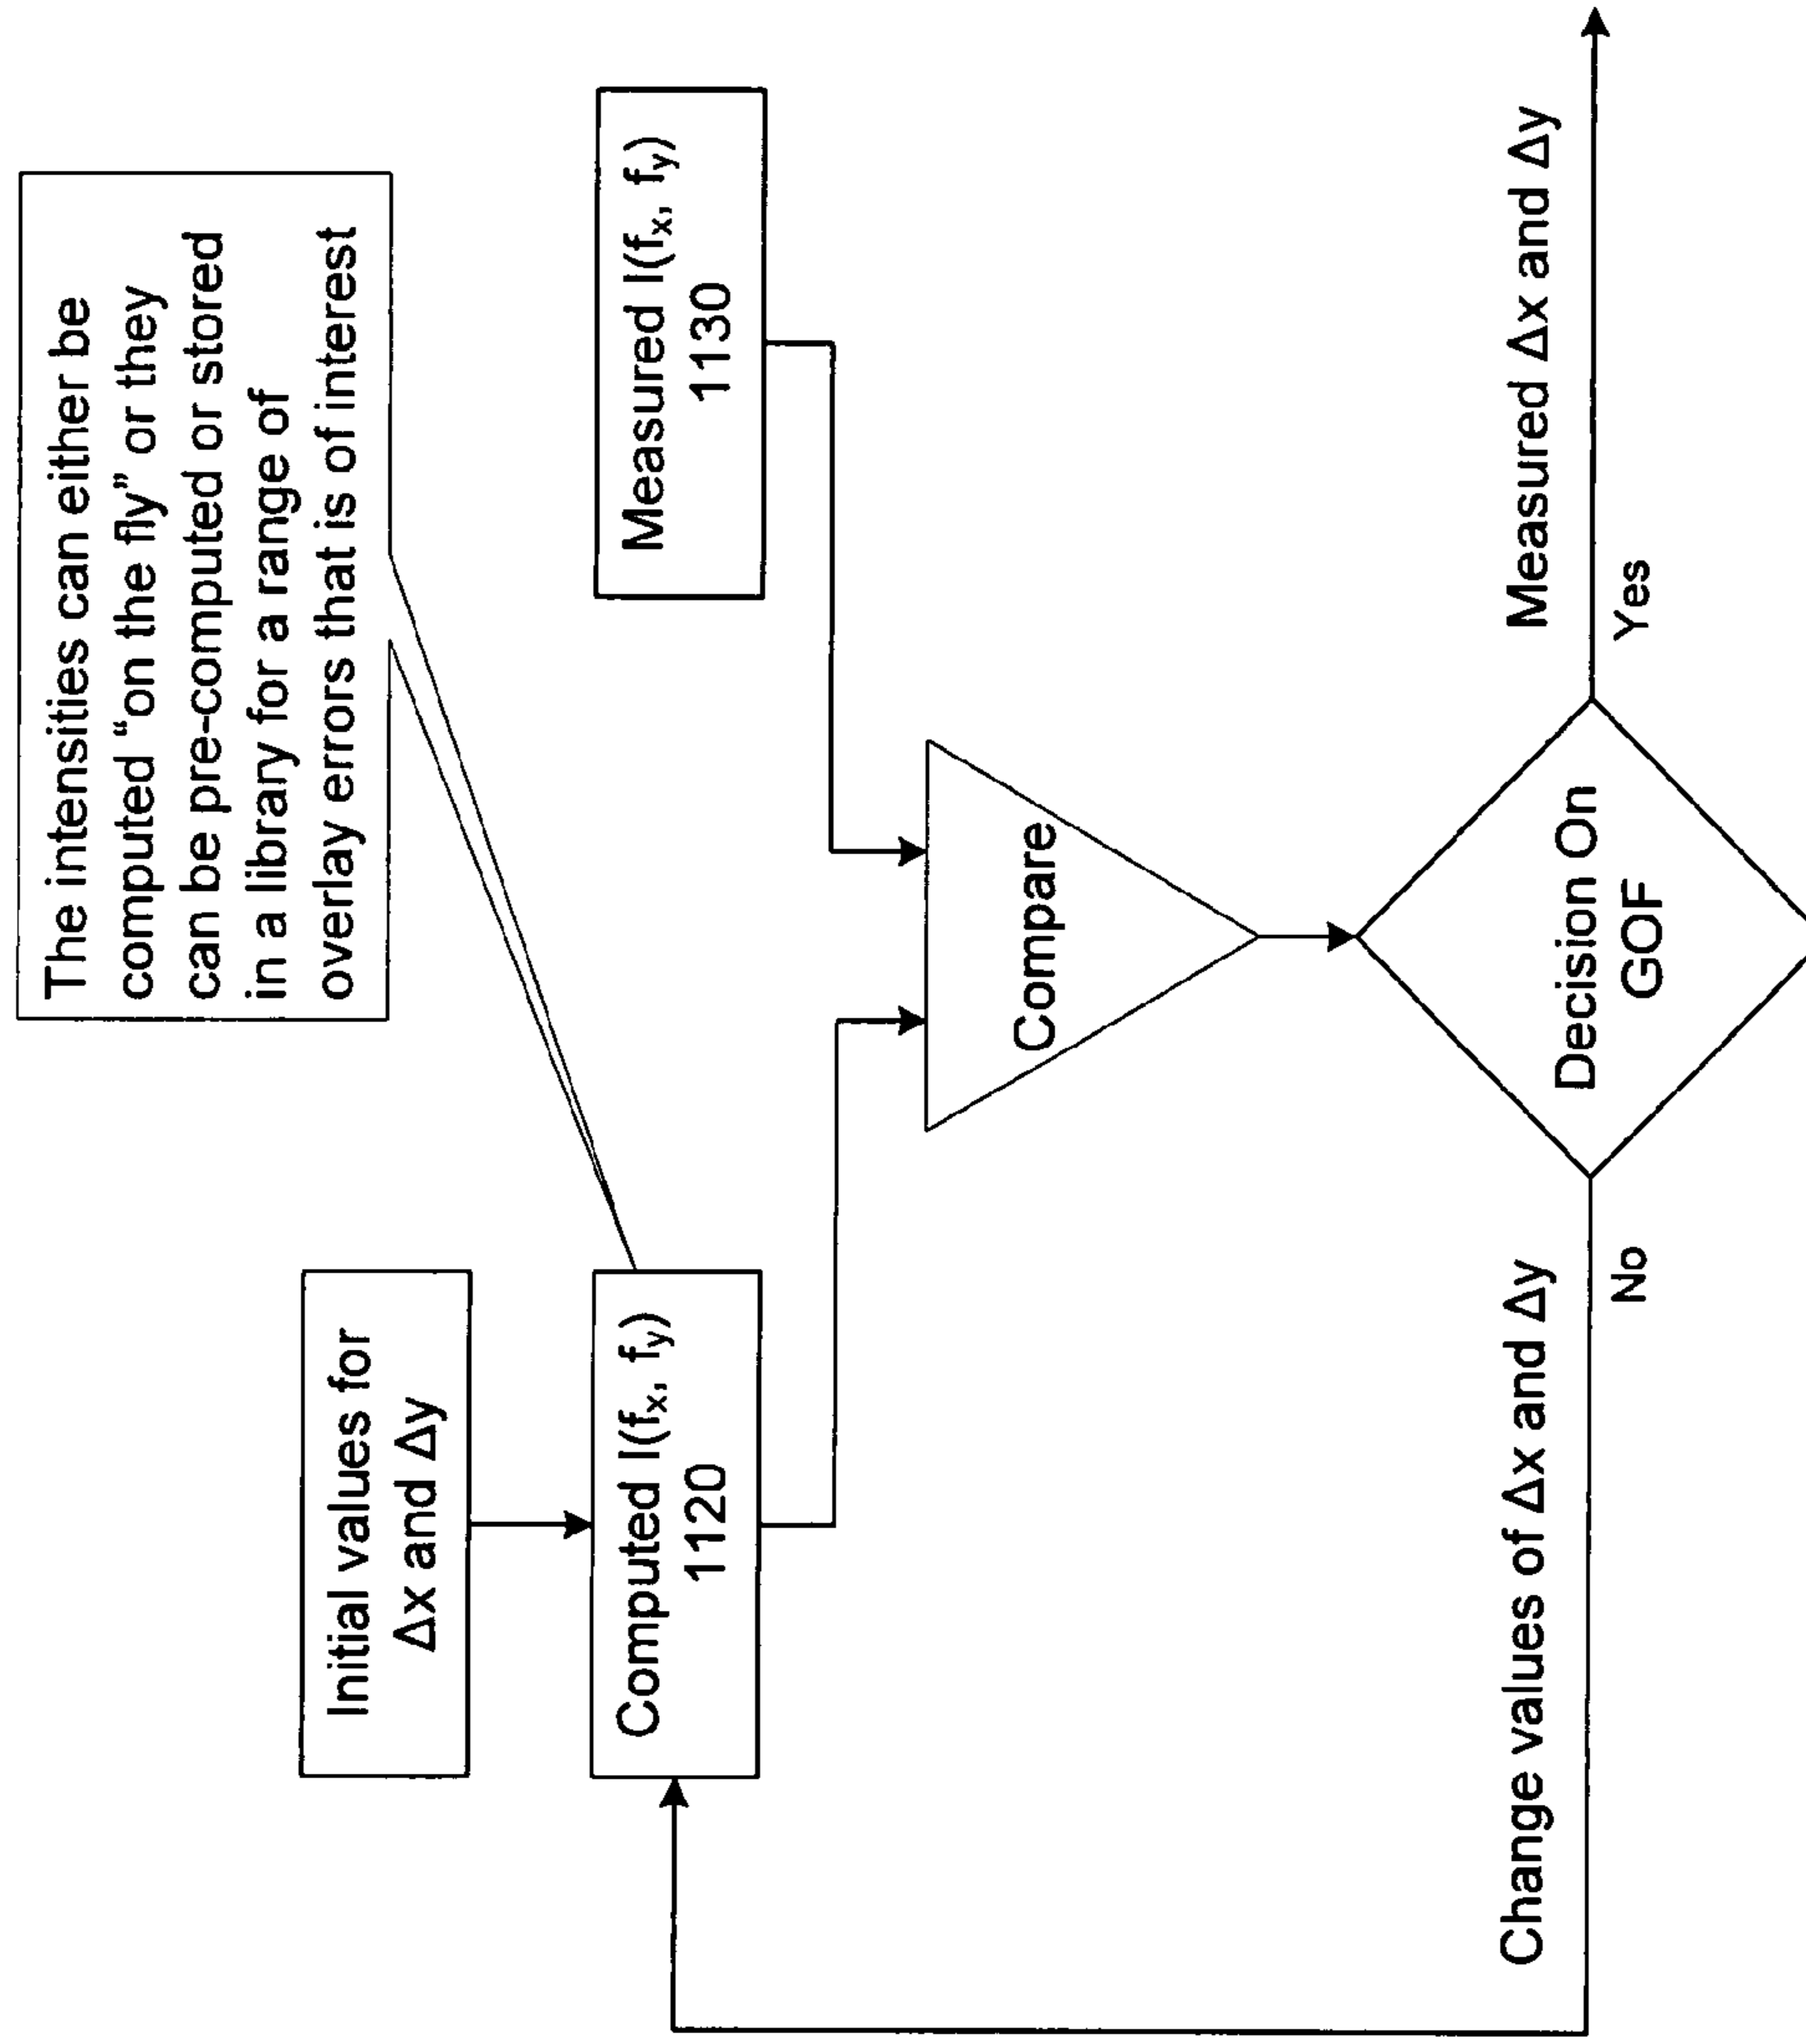 The intensities can either be
computed “on the fly” or they
can be pre-computed or stored
in a library for a range of
overlay errors that is of interest
Initial values for
Δx and Δy
Computed I(fx, fy)
1120
Measured I(fx, fy)
1130
Compare
Decision On
GOF
Change values of Δx and Δy
No
Measured Δx and Δy
Yes